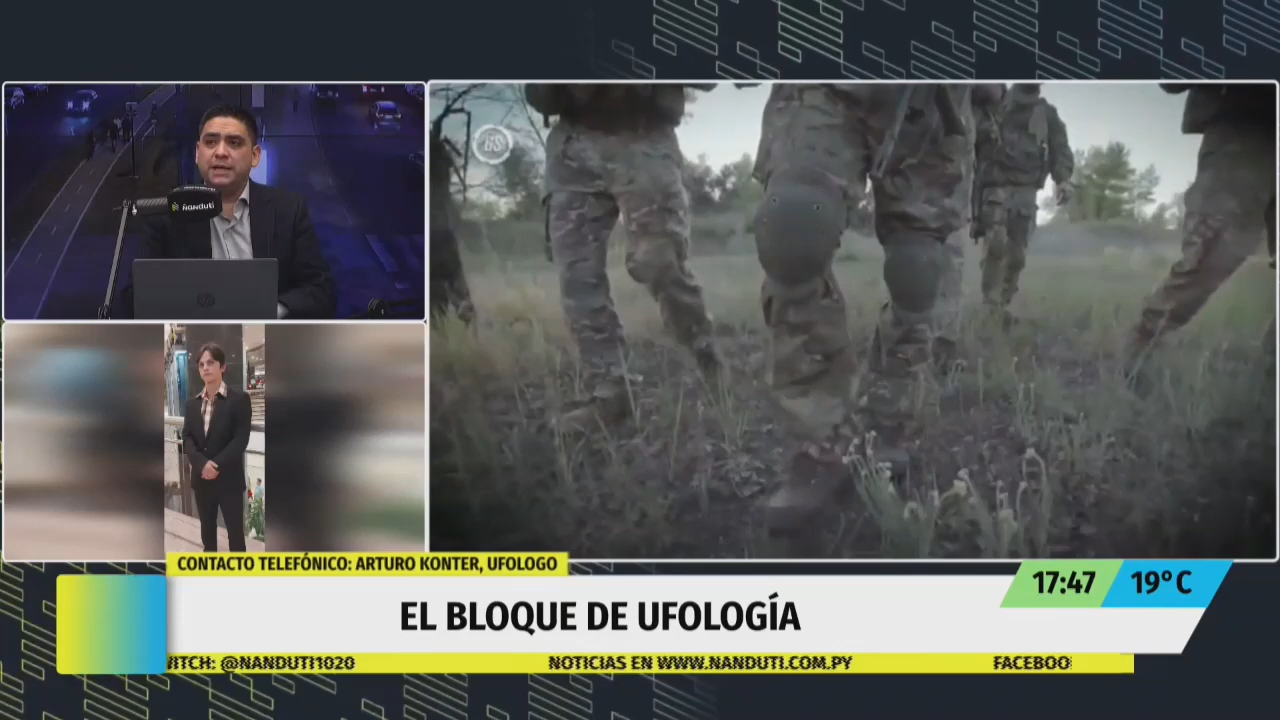 ñanDUTI
GS
CONTACTO TELEFÓNICO: ARTURO KONTER, UFOLOGO
EL BLOQUE DE UFOLOGÍA
17:47 19°C
ITCH: @NANDUTI1020 NOTICIAS EN WWW.NANDUTI.COM.PY FACEBOO